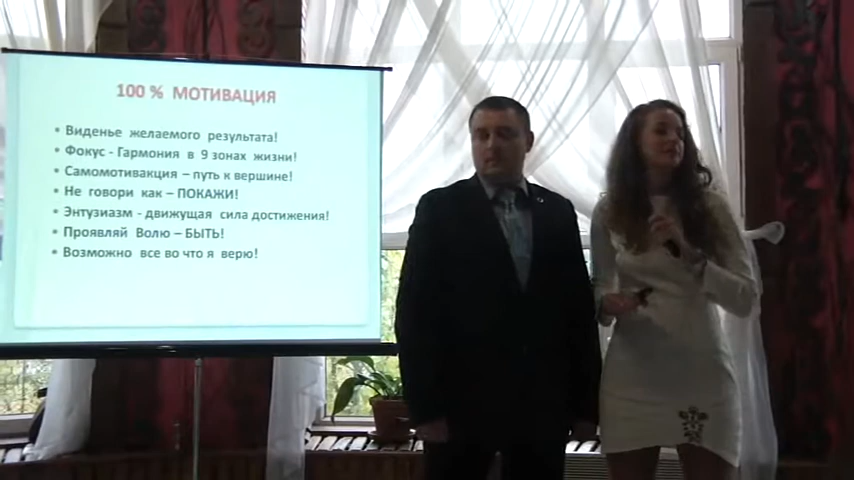 100 % МОТИВАЦИЯ
• Виденье желаемого результата!
• Фокус - ГАРМОНИЯ в 9 зонах жизни!
• Самомотивакция – путь к вершине!
• Не говори как – ПОКАЖИ!
• Энтузиазм - движущая сила достижения!
• Проявляй Волю – БЫТЬ!
• Возможно все во что я верю!